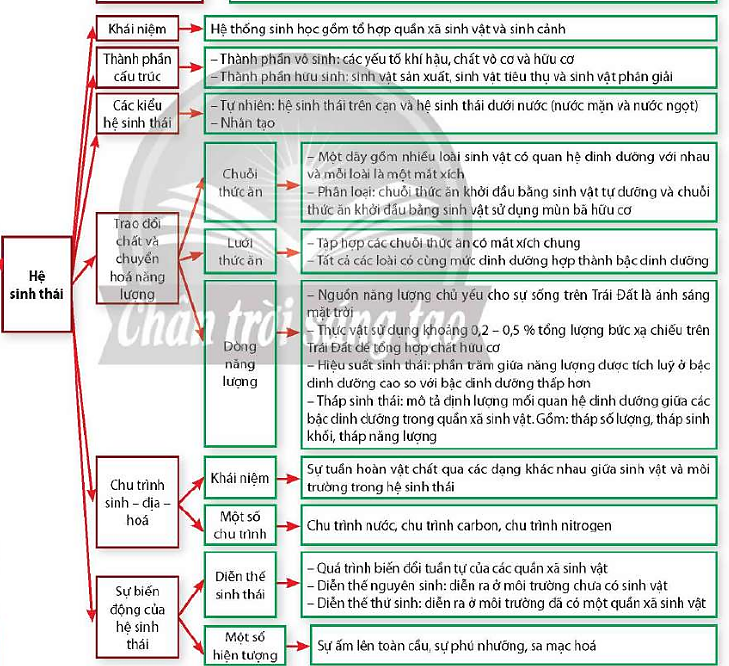 Khái niệm
Hệ thống sinh học gồm tổ hợp quần xã sinh vật và sinh cảnh
Thành phần
cấu trúc
– Thành phần vô sinh: các yếu tố khí hậu, chất vô cơ và hữu cơ
– Thành phần hữu sinh: sinh vật sản xuất, sinh vật tiêu thụ và sinh vật phân giải
Các kiểu
hệ sinh thái
– Tự nhiên: hệ sinh thái trên cạn và hệ sinh thái dưới nước (nước mặn và nước ngọt)
– Nhân tạo
Hệ
sinh thái
Trao đổi
chất và
chuyển
hoá năng
lượng
Chuỗi
thức ăn
– Một dãy gồm nhiều loài sinh vật có quan hệ dinh dưỡng với nhau
và mỗi loài là một mắt xích
– Phân loại: chuỗi thức ăn khởi đầu bằng sinh vật tự dưỡng và chuỗi
thức ăn khởi đầu bằng sinh vật sử dụng mùn bã hữu cơ
Lưới
thức ăn
– Tập hợp các chuỗi thức ăn có mắt xích chung
– Tất cả các loài có cùng mức dinh dưỡng hợp thành bậc dinh dưỡng
Dòng
năng
lượng
– Nguồn năng lượng chủ yếu cho sự sống trên Trái Đất là ánh sáng
mặt trời
– Thực vật sử dụng khoảng 0,2 – 0,5 % tổng lượng bức xạ chiếu trên
Trái Đất để tổng hợp chất hữu cơ
– Hiệu suất sinh thái: phần trăm giữa năng lượng được tích luỹ ở bậc
dinh dưỡng cao so với bậc dinh dưỡng thấp hơn
– Tháp sinh thái: mô tả định lượng mối quan hệ dinh dưỡng giữa các
bậc dinh dưỡng trong quần xã sinh vật. Gồm: tháp số lượng, tháp sinh
khối, tháp năng lượng
Chân trời sáng tạo
Chu trình
sinh – địa –
hoá
Khái niệm
Sự tuần hoàn vật chất qua các dạng khác nhau giữa sinh vật và môi
trường trong hệ sinh thái
Một số
chu trình
Chu trình nước, chu trình carbon, chu trình nitrogen
Sự biến
động của
hệ sinh
thái
Diễn thế
sinh thái
– Quá trình biến đổi tuần tự của các quần xã sinh vật
– Diễn thế nguyên sinh: diễn ra ở môi trường chưa có sinh vật
– Diễn thế thứ sinh: diễn ra ở môi trường đã có một quần xã sinh vật
Một số
hiện tượng
Sự ấm lên toàn cầu, sự phú nhưỡng, sa mạc hoá